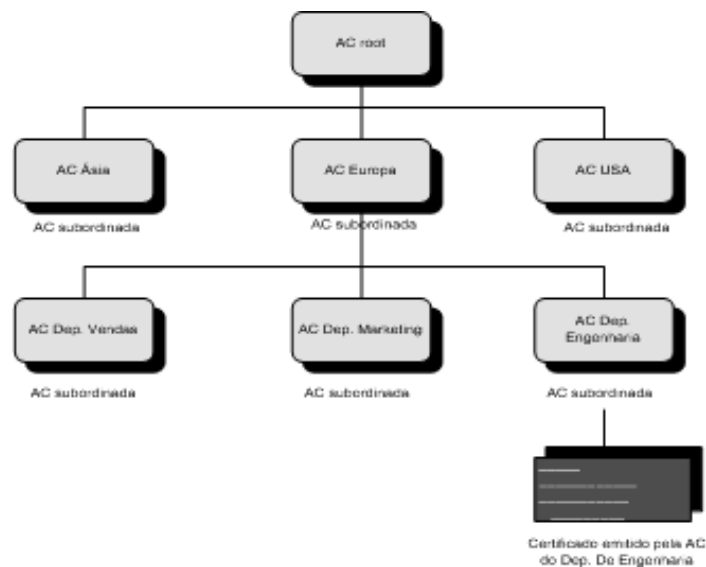 AC root
AC Ásia
AC Europa
AC USA
AC subordinada
AC subordinada
AC subordinada
AC Dep. Vendas
AC Dep. Marketing
AC Dep.
Engenharia
AC subordinada
AC subordinada
AC subordinada
Certificado emitido pela AC
do Dep. De Engenharia